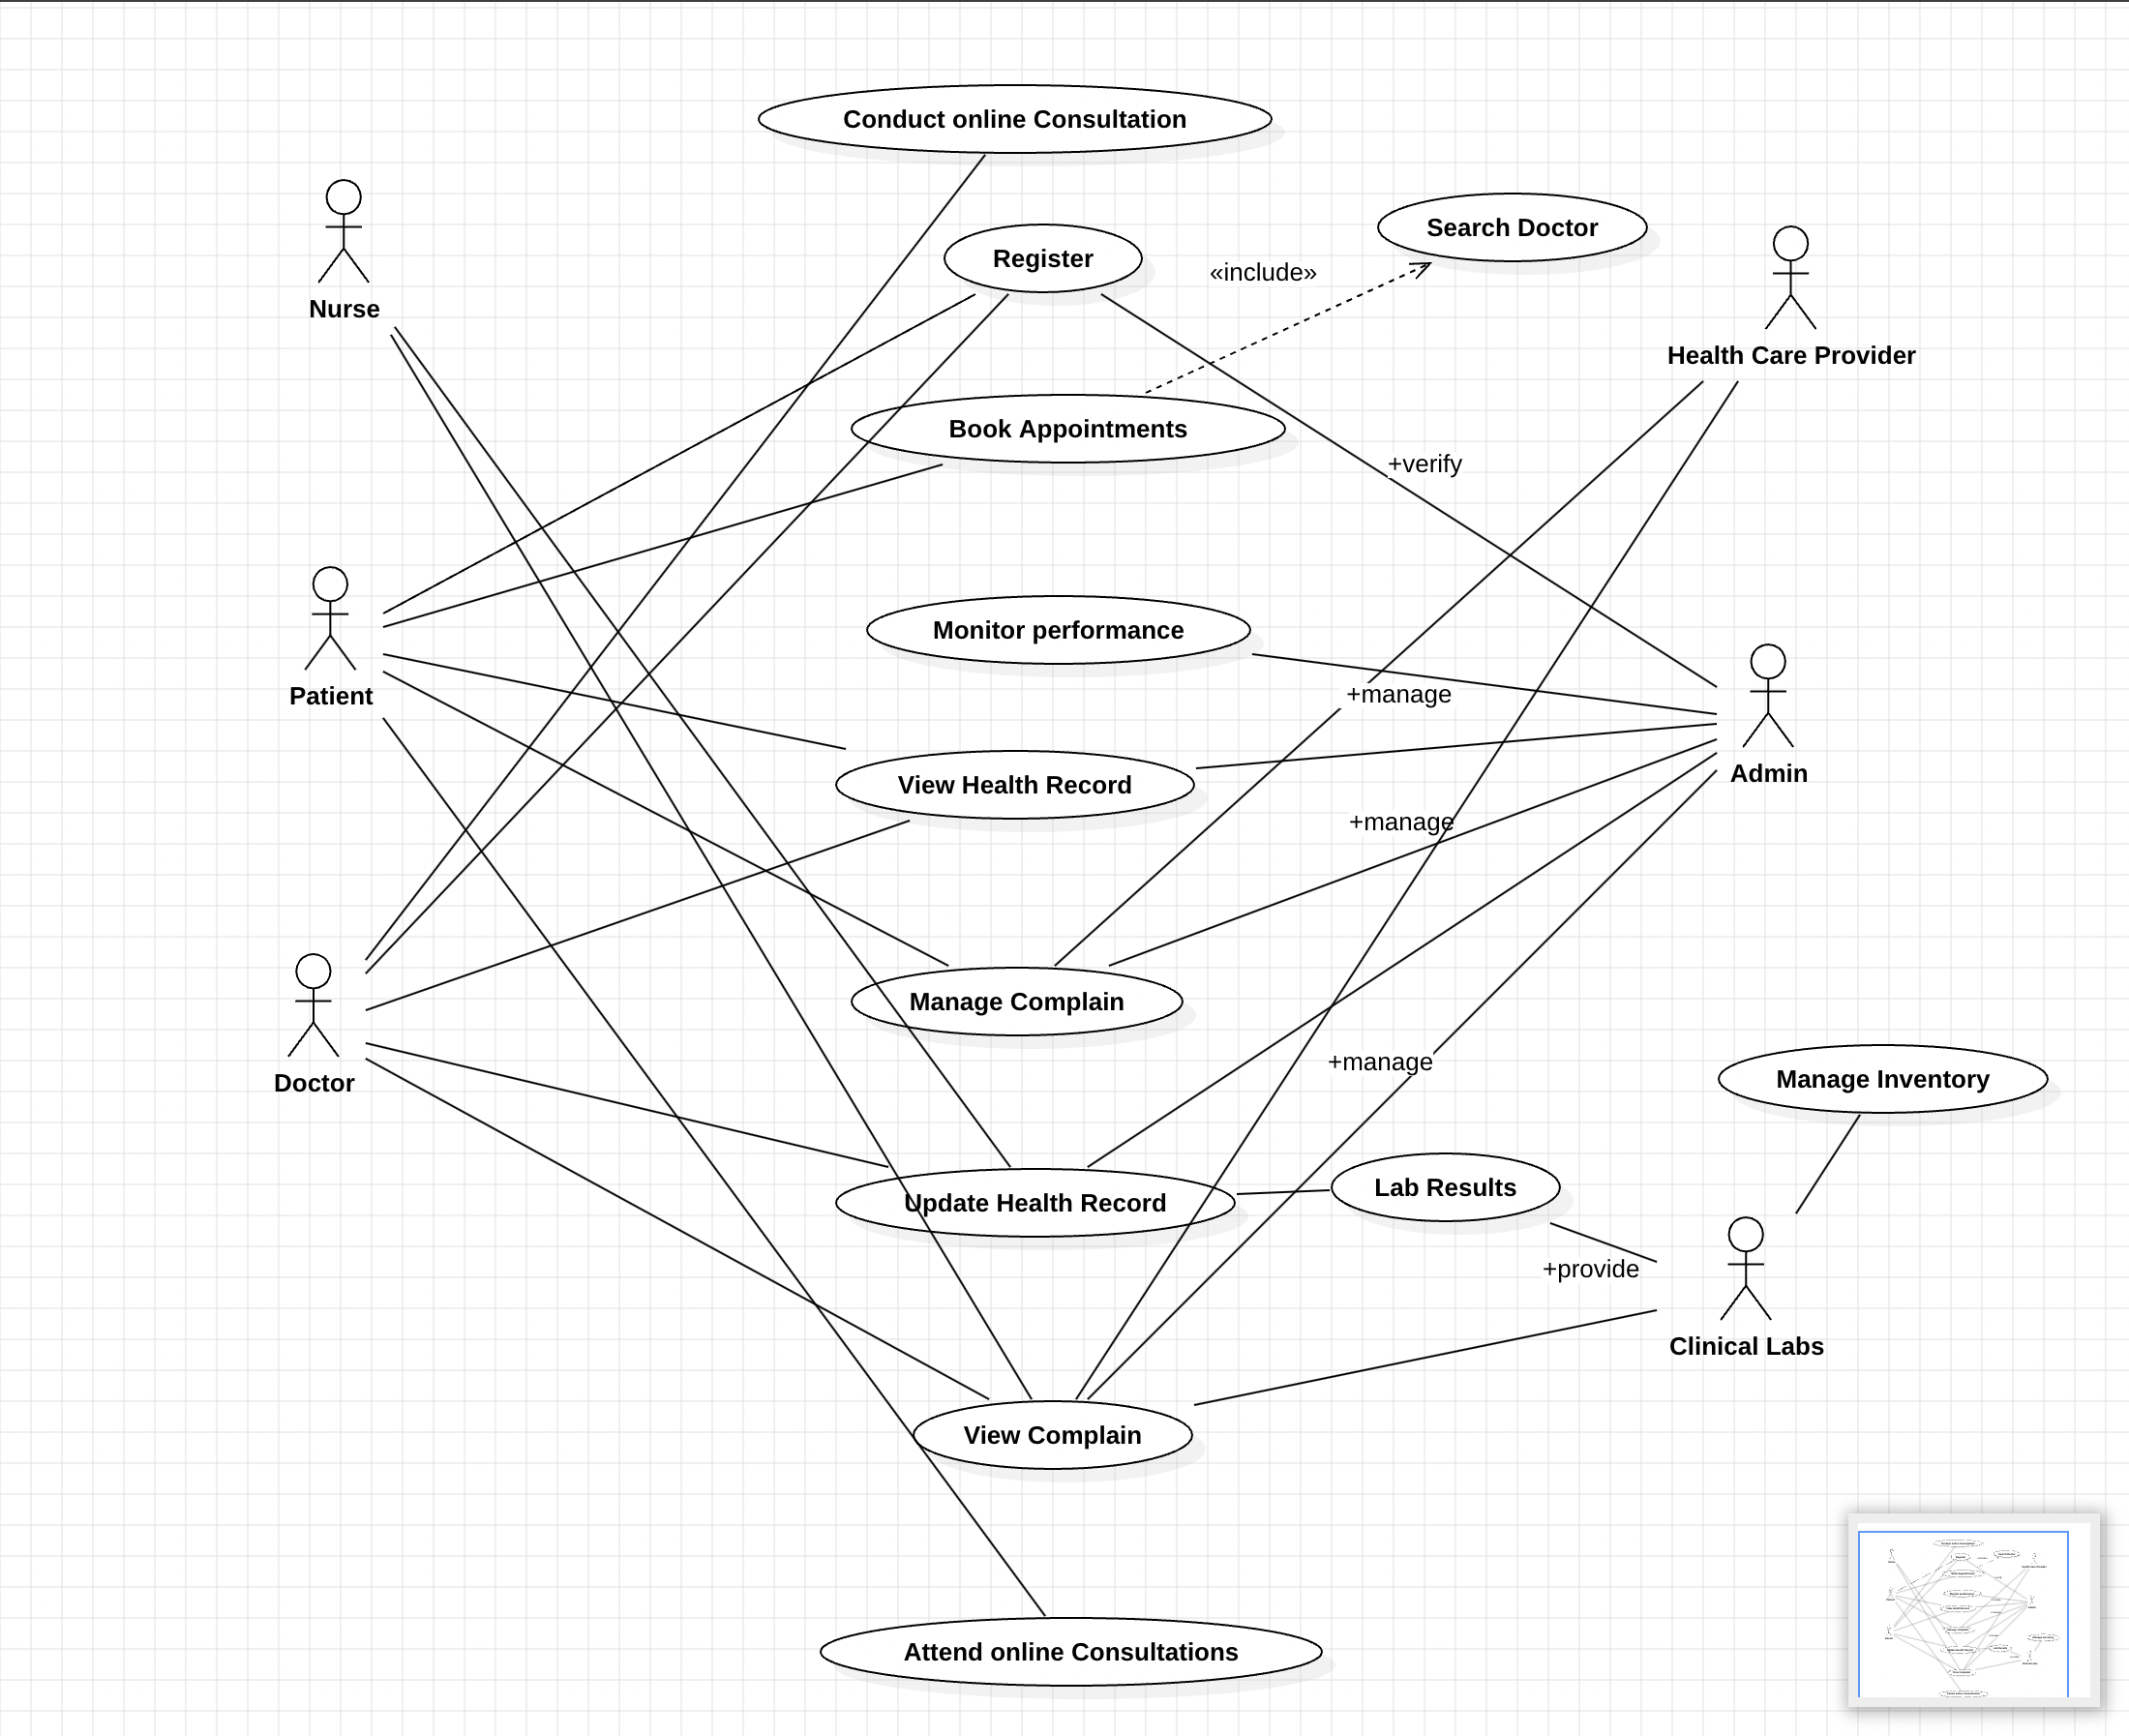 Conduct online Consultation
Search Doctor
Register
«include»
Nurse
Health Care Provider
Book Appointments
+verify
Monitor performance
+manage
Patient
Admin
View Health Record
+manage
Manage Complain
+manage
Doctor
Manage Inventory
Lab Results
Update Health Record
+provide
Clinical Labs
View Complain
Attend online Consultations